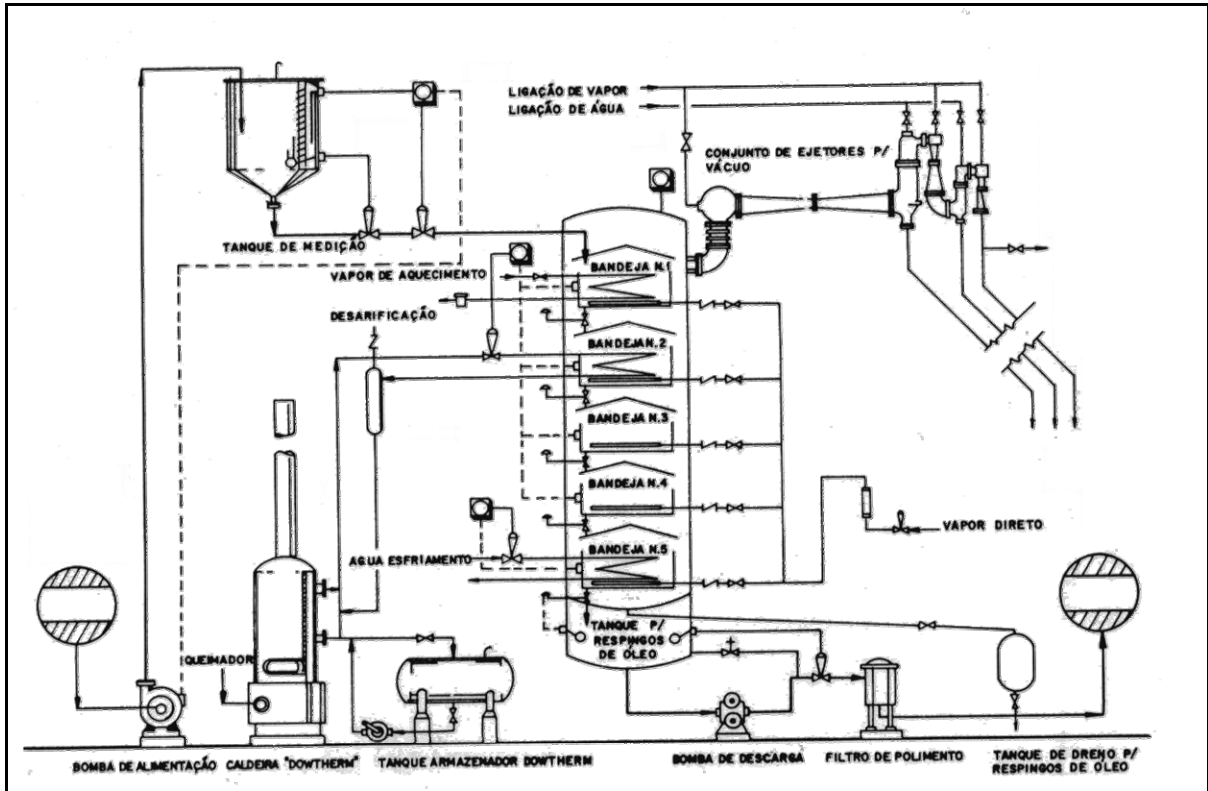 LIGAÇÃO DE VAPOR
LIGAÇÃO DE ÁGUA
CONJUNTO DE EJETORES P/
VÁCUO
TANQUE DE MEDIÇÃO
VAPOR DE AQUECIMENTO
BANDEJA N.1
DESARIFICAÇÃO
BANDEJA N.2
BANDEJA N.3
BANDEJA N.4
VAPOR DIRETO
AGUA ESFRIAMENTO
BANDEJA N.5
TANQUE P/
RESPINGOS
DE ÓLEO
QUEIMADOR
BOMBA DE ALIMENTAÇÃO
CALDEIRA "DOWTHERM"
TANQUE ARMAZENADOR DOWTHERM
BOMBA DE DESCARGA
FILTRO DE POLIMENTO
TANQUE DE DRENO P/
RESPINGOS DE ÓLEO